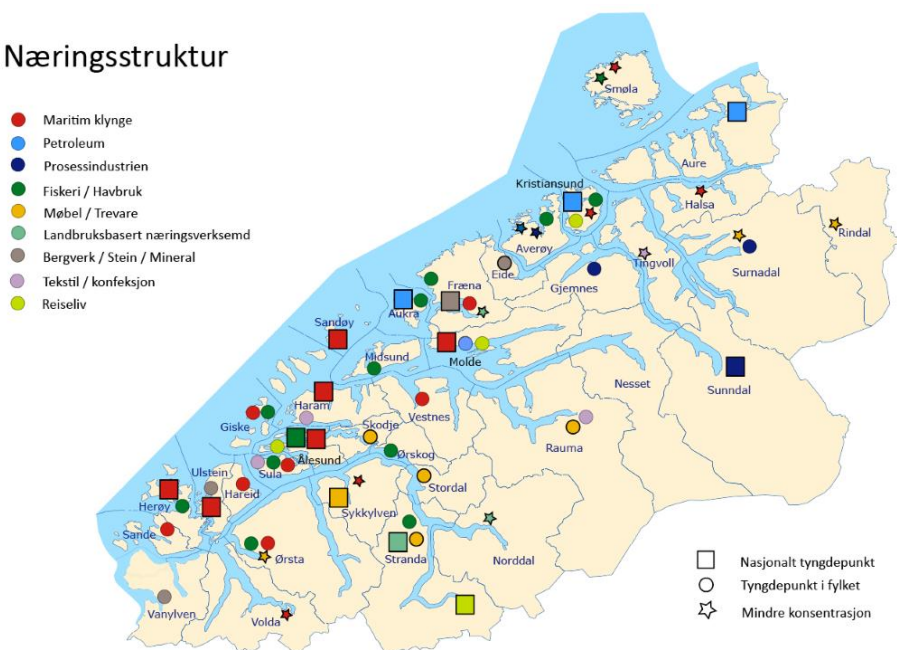 Næringsstruktur
Maritim klynge
Petroleum
Prosessindustrien
Fiskeri / Havbruk
Møbel / Trevare
Landbruksbasert næringsverksemd
Bergverk / Stein / Mineral
Tekstil / konfeksjon
Reiseliv
Smøla
Aure
Kristiansund
Halsa
Rindal
Averøy
Tingvoll
Surnadal
Eide
Gjemnes
Fræna
Aukra
Sandøy
Midsund
Molde
Nesset
Sunndal
Haram
Vestnes
Giske
Skodje
Rauma
Ålesund
Ørskog
Ulstein
Sula
Hareid
Stordal
Herøy
Sykkylven
Sande
Ørsta
Stranda
Norddal
Vanylven
Volda
Nasjonalt tyngdepunkt
Tyngdepunkt i fylket
Mindre konsentrasjon